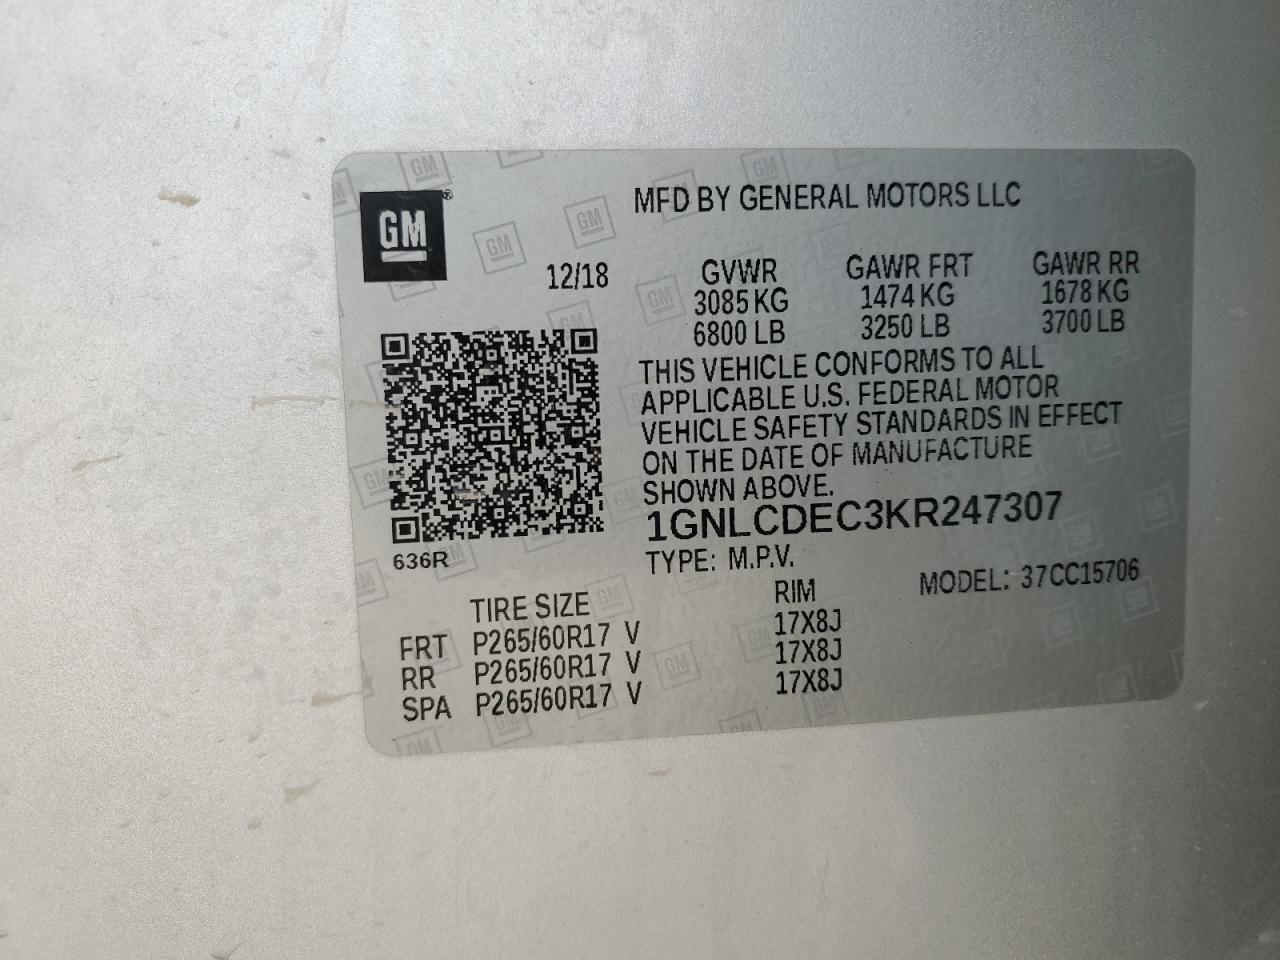 GM®
MFD BY GENERAL MOTORS LLC
12/18
GVWR GAWR FRT GAWR RR
3085 KG 1474 KG 1678 KG
6800 LB 3250 LB 3700 LB
THIS VEHICLE CONFORMS TO ALL
APPLICABLE U.S. FEDERAL MOTOR
VEHICLE SAFETY STANDARDS IN EFFECT
ON THE DATE OF MANUFACTURE
SHOWN ABOVE.
1GNLCDEC3KR247307
636R
TYPE: M.P.V.
MODEL: 37CC15706
TIRE SIZE RIM
FRT P265/60R17 V 17X8J
RR P265/60R17 V 17X8J
SPA P265/60R17 V 17X8J